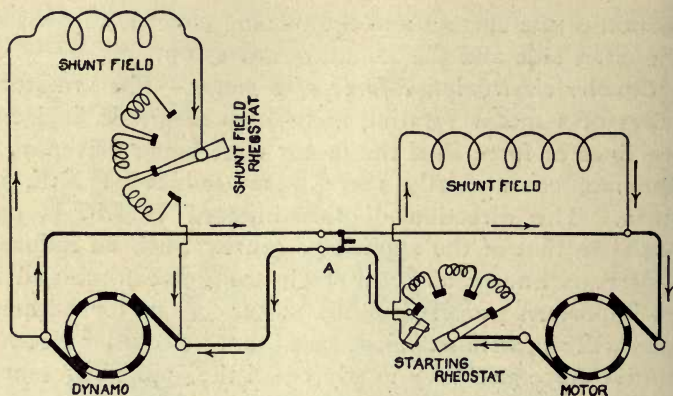 SHUNT FIELD
SHUNT FIELD
RHEOSTAT
SHUNT FIELD
A
STARTING
RHEOSTAT
DYNAMO
MOTOR